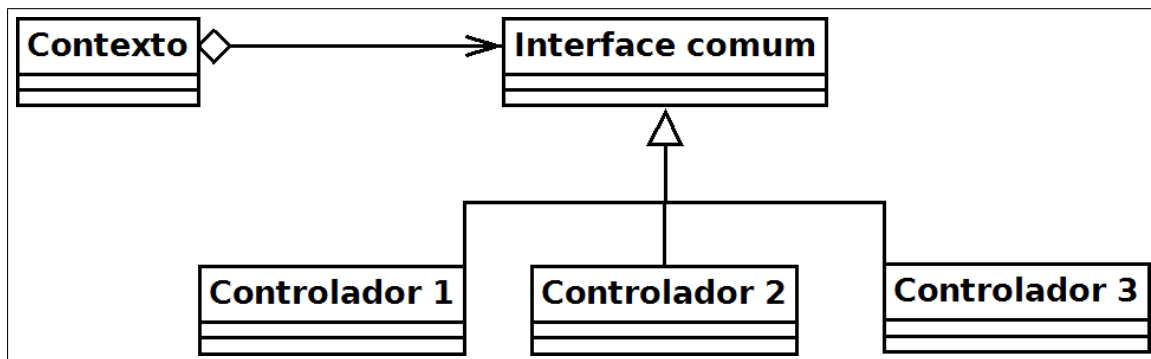 Contexto
Interface comum
Controlador 1
Controlador 2
Controlador 3